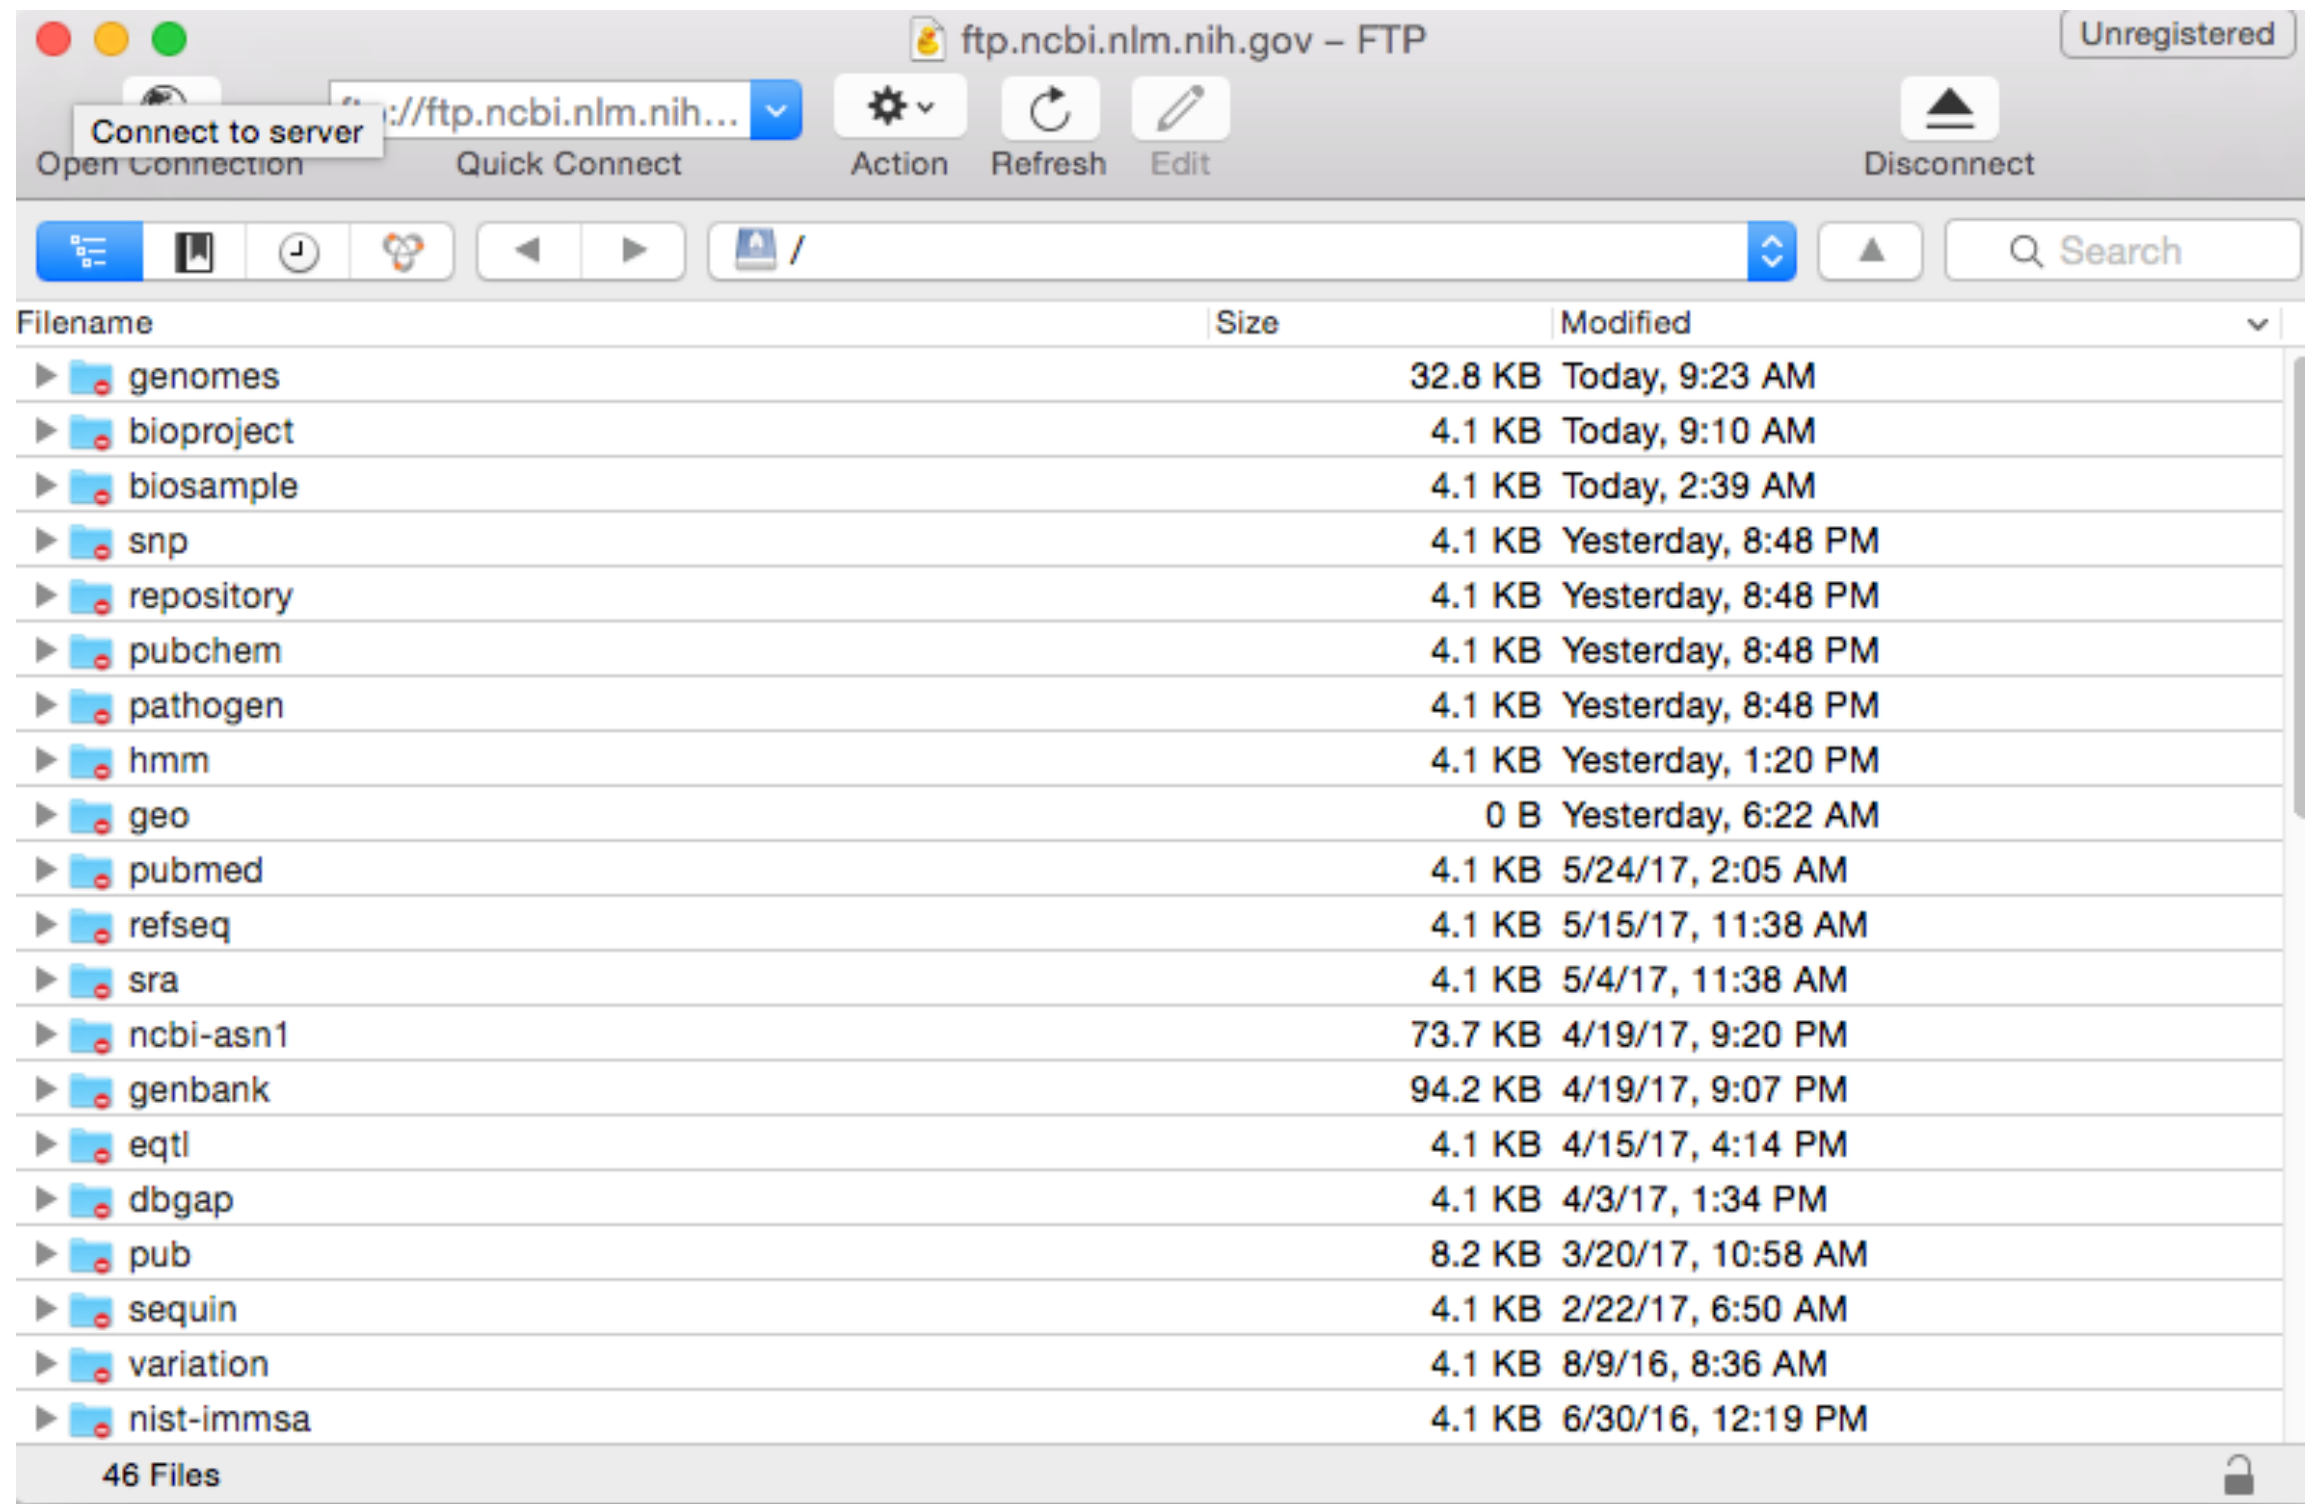 ftp.ncbi.nlm.nih.gov – FTP
Unregistered
Connect to server
://ftp.ncbi.nlm.nih...
Open Connection
Quick Connect
Action
Refresh
Edit
Disconnect
/
Search
Filename Size Modified
genomes 32.8 KB Today, 9:23 AM
bioproject 4.1 KB Today, 9:10 AM
biosample 4.1 KB Today, 2:39 AM
snp 4.1 KB Yesterday, 8:48 PM
repository 4.1 KB Yesterday, 8:48 PM
pubchem 4.1 KB Yesterday, 8:48 PM
pathogen 4.1 KB Yesterday, 8:48 PM
hmm 4.1 KB Yesterday, 1:20 PM
geo 0 B Yesterday, 6:22 AM
pubmed 4.1 KB 5/24/17, 2:05 AM
refseq 4.1 KB 5/15/17, 11:38 AM
sra 4.1 KB 5/4/17, 11:38 AM
ncbi-asn1 73.7 KB 4/19/17, 9:20 PM
genbank 94.2 KB 4/19/17, 9:07 PM
eqtl 4.1 KB 4/15/17, 4:14 PM
dbgap 4.1 KB 4/3/17, 1:34 PM
pub 8.2 KB 3/20/17, 10:58 AM
sequin 4.1 KB 2/22/17, 6:50 AM
variation 4.1 KB 8/9/16, 8:36 AM
nist-immsa 4.1 KB 6/30/16, 12:19 PM
46 Files